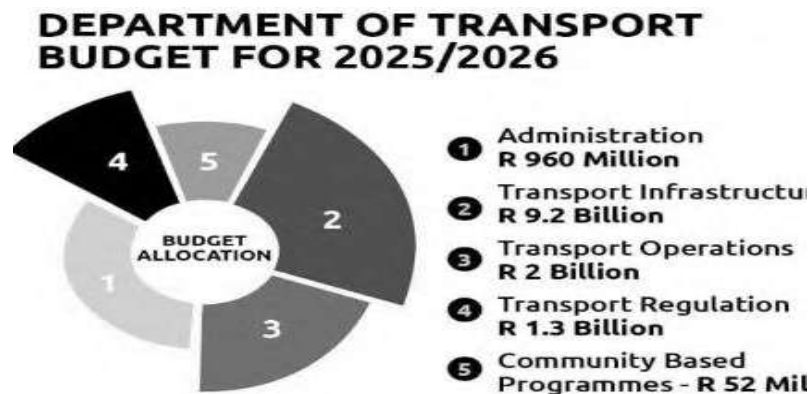 DEPARTMENT OF TRANSPORT
BUDGET FOR 2025/2026
4
5
2
BUDGET
ALLOCATION
1
3
1 Administration
R 960 Million
2 Transport Infrastructur
R 9.2 Billion
3 Transport Operations
R 2 Billion
4 Transport Regulation
R 1.3 Billion
5 Community Based
Programmes - R 52 Mil